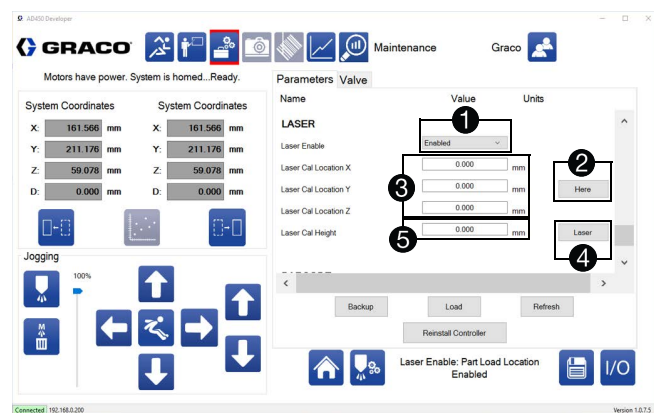 AD450 Developer
GRACO
Maintenance
Graco
Motors have power. System is homed...Ready.
System Coordinates
System Coordinates
X: 161.566 mm X: 161.566 mm
Y: 211.176 mm Y: 211.176 mm
Z: 59.078 mm Z: 59.078 mm
D: 0.000 mm D: 0.000 mm
Jogging
100%
M
Parameters Valve
Name Value Units
LASER
1
Laser Enable Enabled
2
Laser Cal Location X 0.000 mm
3
Laser Cal Location Y 0.000 mm Here
Laser Cal Location Z 0.000 mm
5
Laser Cal Height 0.000 mm Laser
4
Backup Load Refresh
Reinstall Controller
Laser Enable: Part Load Location
Enabled
I/O
Connected 192.168.0.200
Version 1.0.7.5